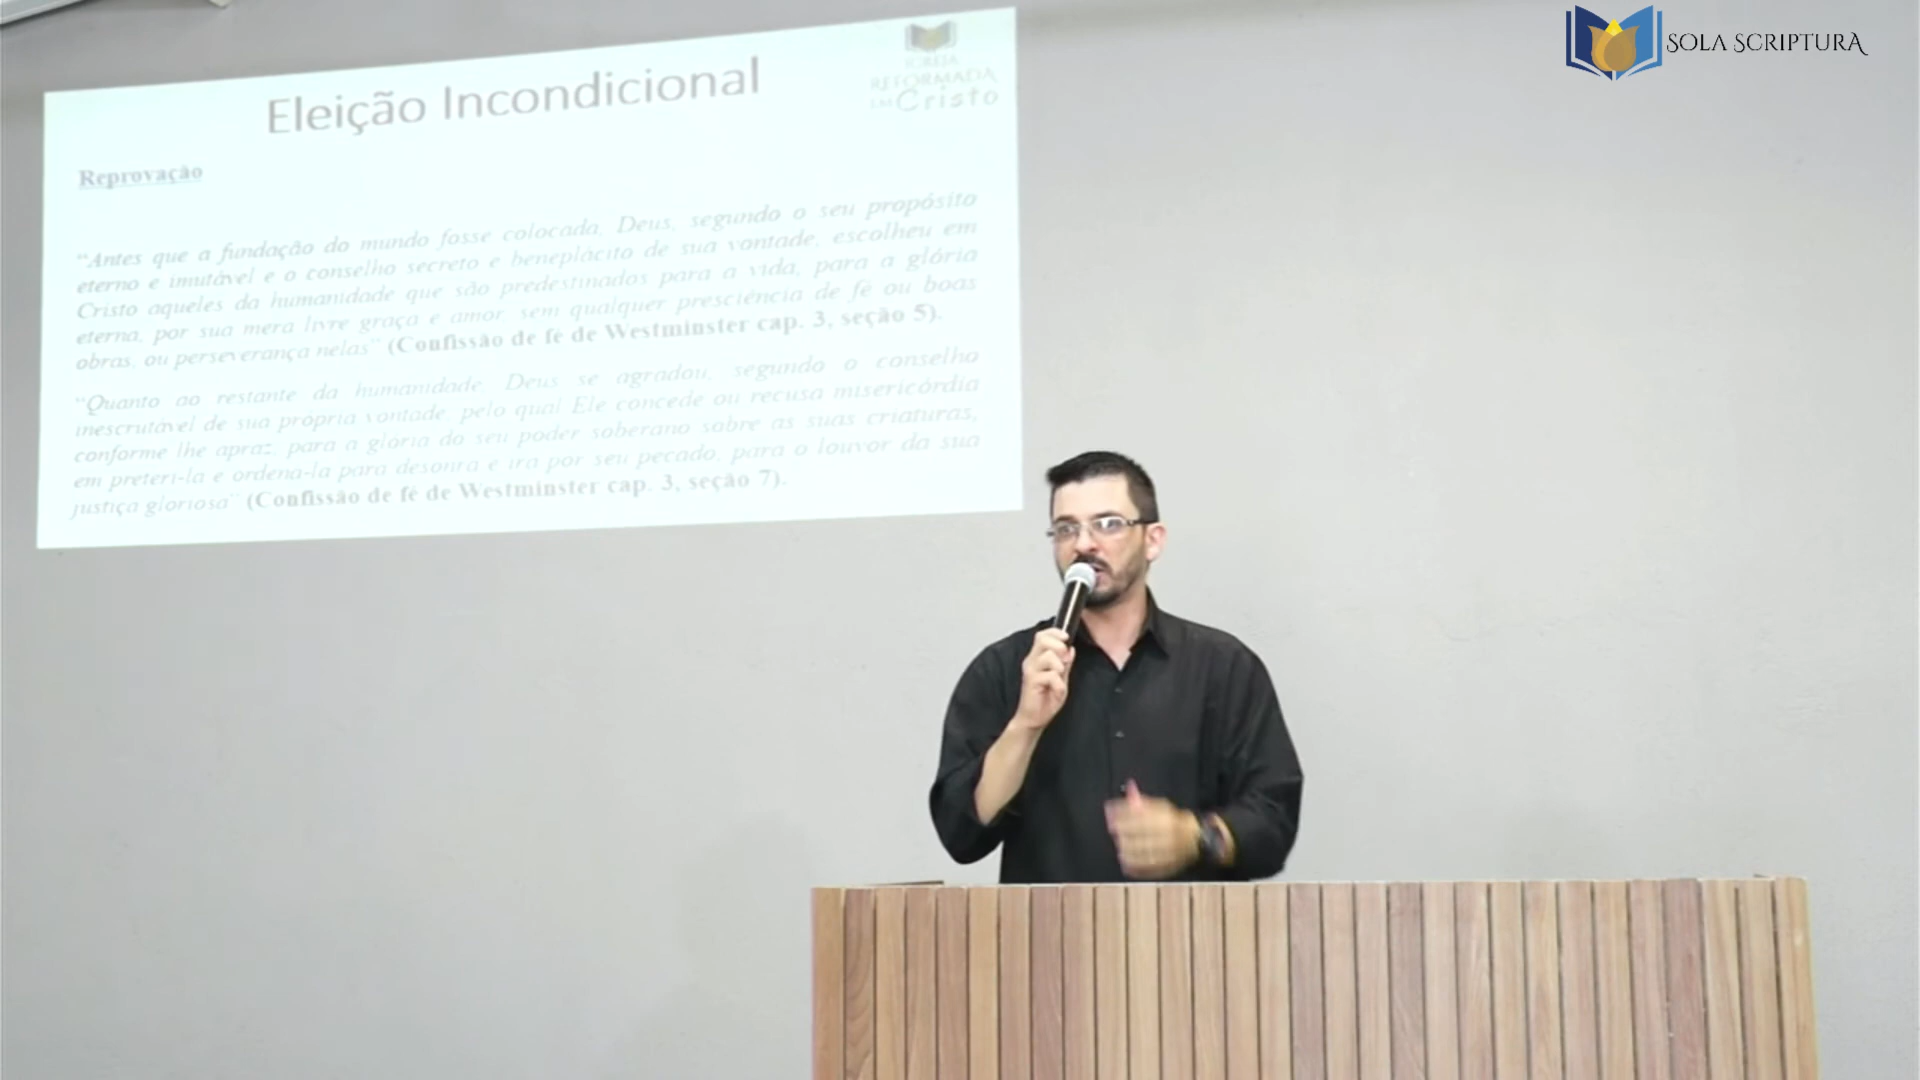 SOLA SCRIPTURA
IGREJA
REFORMADA
EM Cristo
Eleição Incondicional
Reprovação
“Antes que a fundação do mundo fosse colocada, Deus, segundo o seu propósito
eterno e imutável e o conselho secreto e beneplácito de sua vontade, escolheu em
Cristo aqueles da humanidade que são predestinados para a vida, para a glória
eterna, por sua mera livre graça e amor, sem qualquer presciência de fé ou boas
obras, ou perseverança nelas” (Confissão de fé de Westminster cap. 3, seção 5).
“Quanto ao restante da humanidade, Deus se agradou, segundo o conselho
inescrutável de sua própria vontade, pelo qual Ele concede ou recusa misericórdia
conforme lhe apraz, para a glória do seu poder soberano sobre as suas criaturas,
em preteri-la e ordená-la para desonra e ira por seu pecado, para o louvor da sua
justiça gloriosa” (Confissão de fé de Westminster cap. 3, seção 7).